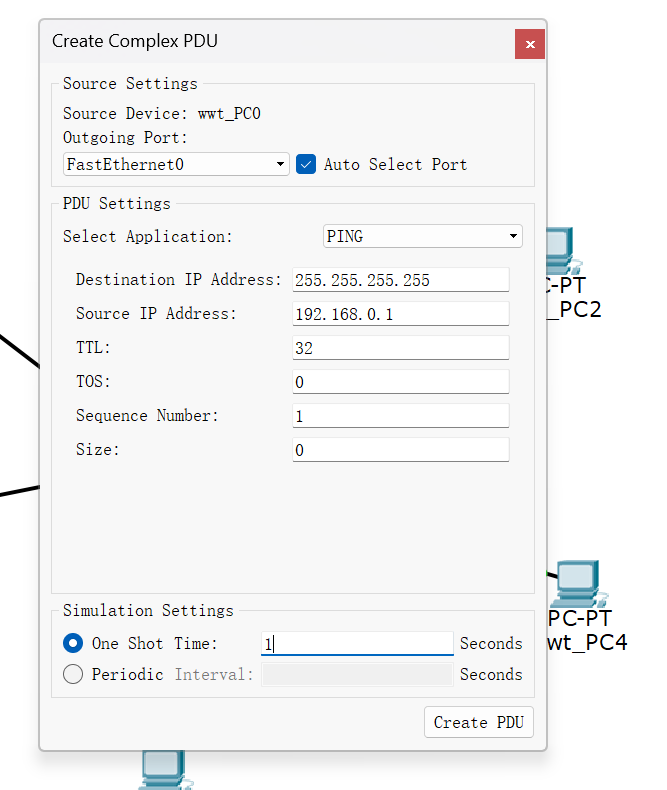 Create Complex PDU
Source Settings
Source Device: wwt_PC0
Outgoing Port:
FastEthernet0
Auto Select Port
PDU Settings
Select Application: PING
Destination IP Address: 255.255.255.255
Source IP Address: 192.168.0.1
TTL: 32
TOS: 0
Sequence Number: 1
Size: 0
Simulation Settings
One Shot Time: 1 Seconds
Periodic Interval: Seconds
Create PDU
C-PT
_PC2
PC-PT
wt_PC4